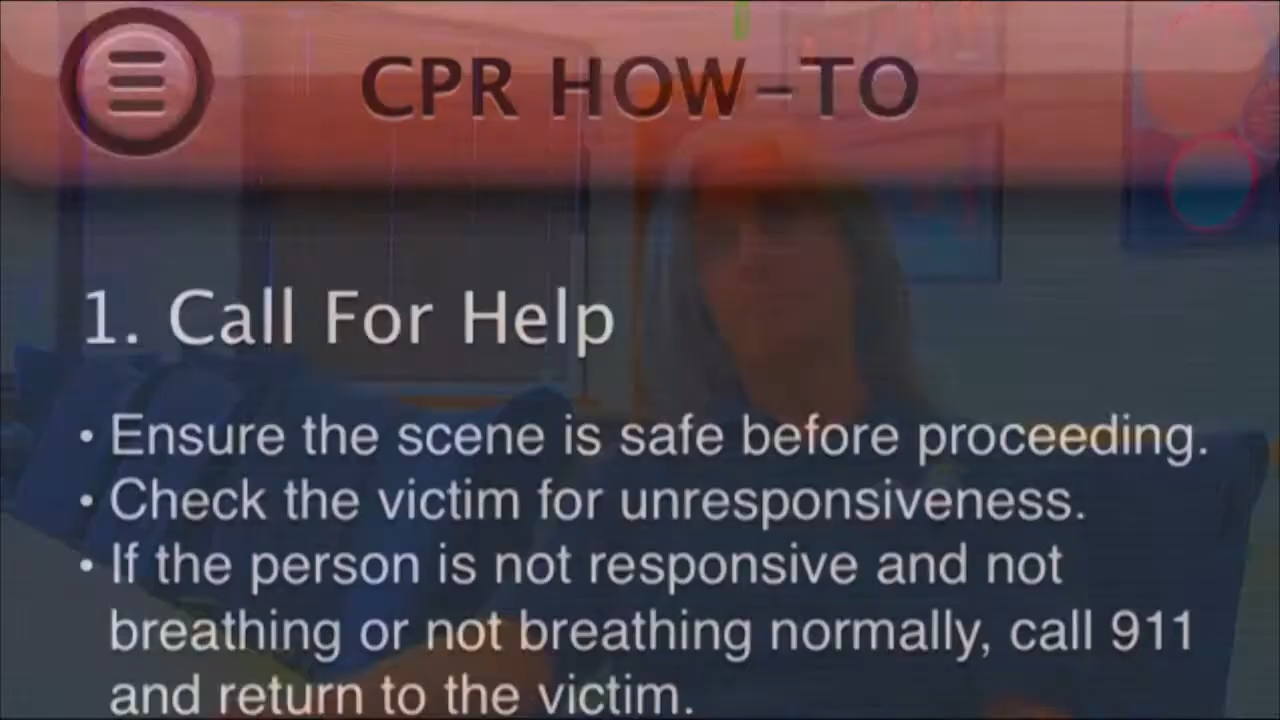 CPR HOW-TO
1. Call For Help
• Ensure the scene is safe before proceeding.
• Check the victim for unresponsiveness.
• If the person is not responsive and not
breathing or not breathing normally, call 911
and return to the victim.